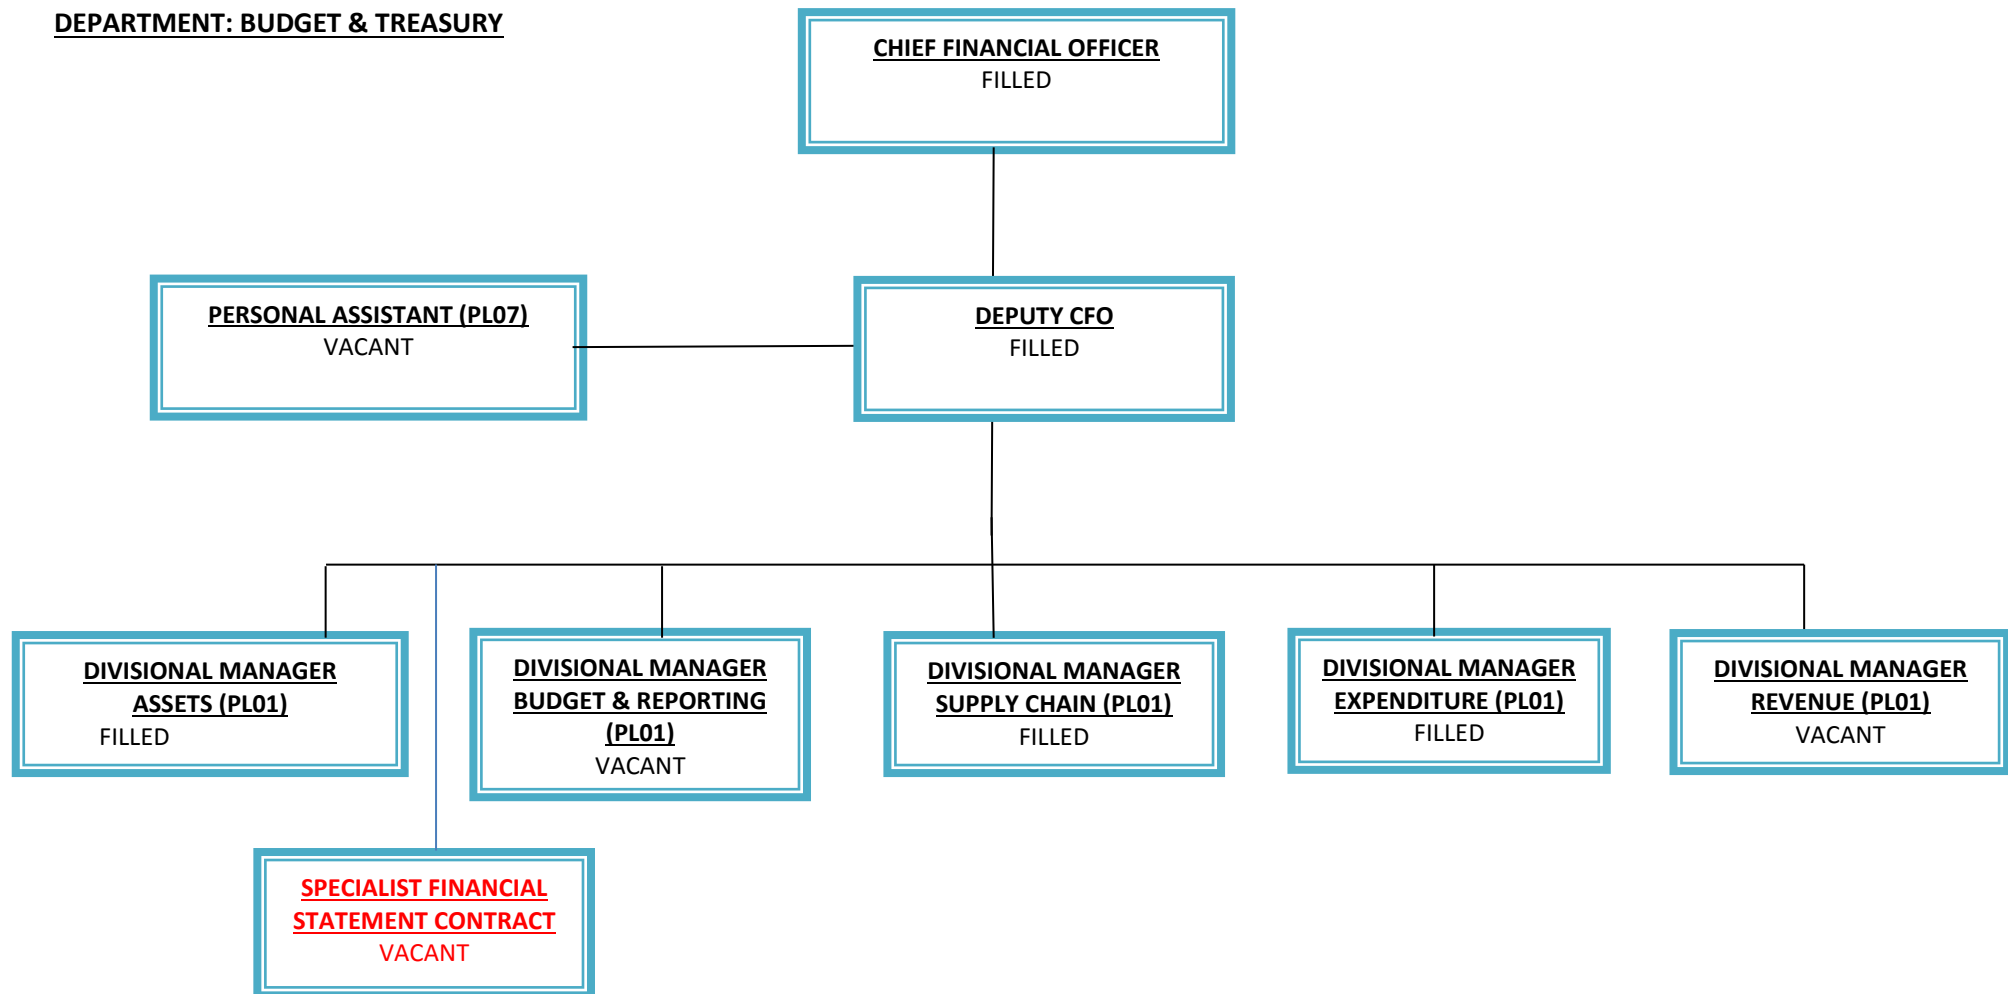 DEPARTMENT: BUDGET & TREASURY
CHIEF FINANCIAL OFFICER
FILLED
PERSONAL ASSISTANT (PL07)
VACANT
DEPUTY CFO
FILLED
DIVISIONAL MANAGER
ASSETS (PL01)
FILLED
DIVISIONAL MANAGER
BUDGET & REPORTING
(PL01)
VACANT
DIVISIONAL MANAGER
SUPPLY CHAIN (PL01)
FILLED
DIVISIONAL MANAGER
EXPENDITURE (PL01)
FILLED
DIVISIONAL MANAGER
REVENUE (PL01)
VACANT
SPECIALIST FINANCIAL
STATEMENT CONTRACT
VACANT